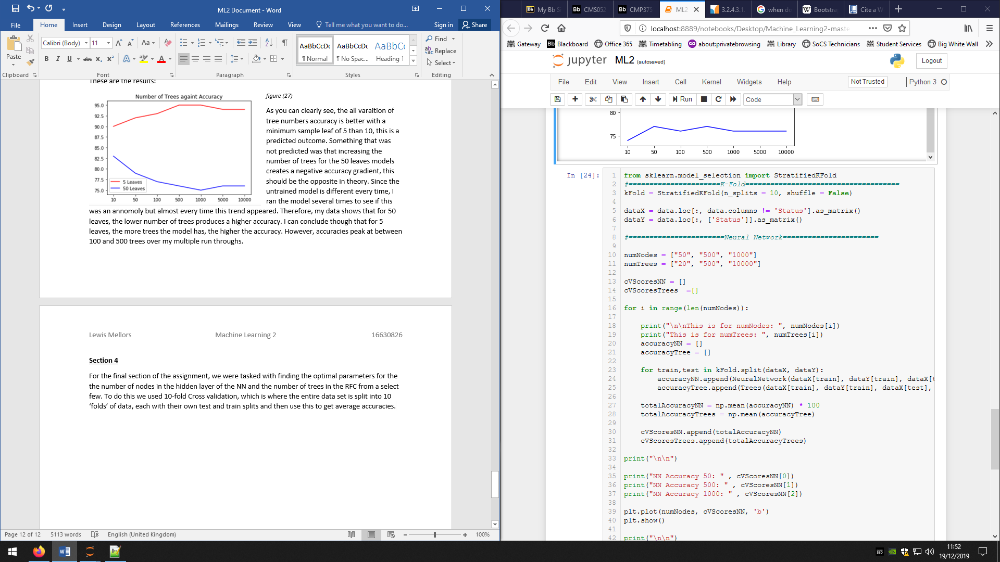 ML2 Document - Word
File Home Insert Design Layout References Mailings Review View Tell me what you want to do... Sign in Share
Paste
Calibri (Body) 11
Find
Replace
Select
AaBbCcDc AaBbCcDc AaBbCc
¶ Normal ¶ No Spac... Heading 1
Clipboard Font Paragraph Styles Editing
These are the results:
Number of Trees againt Accuracy
95.0
92.5
90.0
87.5
85.0
82.5
80.0
77.5
75.0
5 Leaves
50 Leaves
10 50 100 500 1000 5000 10000
figure (27)
As you can clearly see, the all varaition of
tree numbers accuracy is better with a
minimum sample leaf of 5 than 10, this is a
predicted outcome. Something that was
not predicted was that increasing the
number of trees for the 50 leaves models
creates a negative accuracy gradient, this
should be the opposite in theory. Since the
untrained model is different every time, I
ran the model several times to see if this
was an annomoly but almost every time this trend appeared. Therefore, my data shows that for 50
leaves, the lower number of trees produces a higher accuracy. I can conclude though that for 5
leaves, the more trees the model has, the higher the accuracy. However, accuracies peak at between
100 and 500 trees over my multiple run throughs.
Lewis Mellors Machine Learning 2 16630826
Section 4
For the final section of the assignment, we were tasked with finding the optimal parameters for the
the number of nodes in the hidden layer of the NN and the number of trees in the RFC from a select
few. To do this we used 10-fold Cross validation, which is where the entire data set is split into 10
‘folds’ of data, each with their own test and train splits and then use this to get average accuracies.
Page 12 of 12 5113 words English (United Kingdom) 100%
My Bb S CMS052 CMP375 ML2 3.2.4.3.1. when do Bootstra Cite a W
localhost:8889/notebooks/Desktop/Machine_Learning2-maste
Gateway Blackboard Office 365 Timetabling about:privatebrowsing Library SoCS Technicians Student Services Big White Wall
jupyter ML2 (autosaved) Logout
File Edit View Insert Cell Kernel Widgets Help Not Trusted Python 3
Run Code
80
75
10 50 100 500 1000 5000 10000
In [24]:
1 from sklearn.model_selection import StratifiedKFold
2 #======================K-Fold=====================================
3 kFold = StratifiedKFold(n_splits = 10, shuffle = False)
4
5 dataX = data.loc[:, data.columns != 'Status'].as_matrix()
6 dataY = data.loc[:, ['Status']].as_matrix()
7
8 #=======================Neural Network=======================
9
10 numNodes = ["50", "500", "1000"]
11 numTrees = ["20", "500", "10000"]
12
13 cVScoresNN = []
14 cVScoresTrees  =[]
15
16 for i in range(len(numNodes)):
17
18     print("\n\nThis is for numNodes: ", numNodes[i])
19     print("This is for numTrees: ", numTrees[i])
20     accuracyNN = []
21     accuracyTree = []
22
23     for train,test in kFold.split(dataX, dataY):
24         accuracyNN.append(NeuralNetwork(dataX[train], dataY[train], dataX[t
25         accuracyTree.append(Trees(dataX[train], dataY[train], dataX[test],
26
27     totalAccuracyNN = np.mean(accuracyNN) * 100
28     totalAccuracyTrees = np.mean(accuracyTree)
29
30     cVScoresNN.append(totalAccuracyNN)
31     cVScoresTrees.append(totalAccuracyTrees)
32
33 print("\n\n")
34
35 print("NN Accuracy 50: " , cVScoresNN[0])
36 print("NN Accuracy 500: " , cVScoresNN[1])
37 print("NN Accuracy 1000: " , cVScoresNN[2])
38
39 plt.plot(numNodes, cVScoresNN, 'b')
40 plt.show()
41
42 print("\n\n")
11:52
19/12/2019